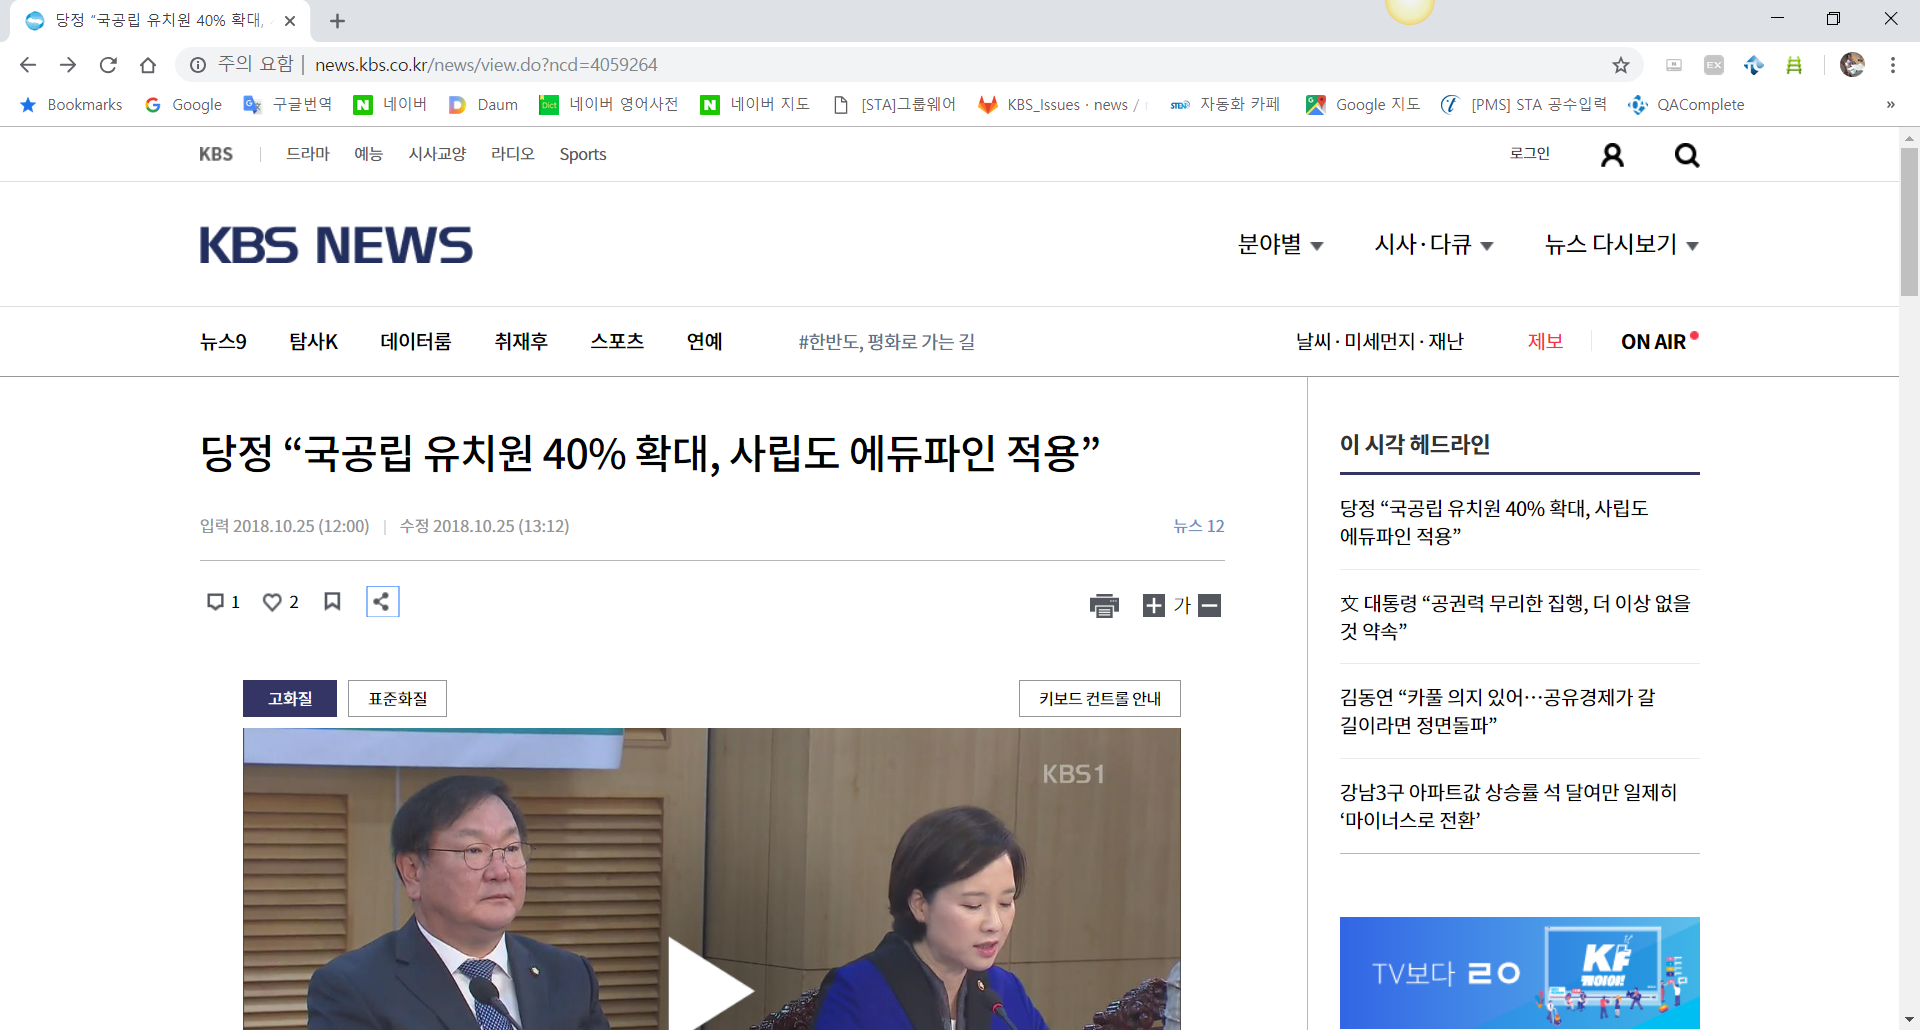 당정 “국공립 유치원 40% 확대,
주의 요함 | news.kbs.co.kr/news/view.do?ncd=4059264
Bookmarks Google 구글번역 네이버 Daum 네이버 영어사전 네이버 지도 [STA]그룹웨어 KBS_Issues · news / 자동화 카페 Google 지도 [PMS] STA 공수입력 QAComplete »
KBS | 드라마 예능 시사교양 라디오 Sports 로그인
KBS NEWS 분야별 시사·다큐 뉴스 다시보기
뉴스9 탐사K 데이터룸 취재후 스포츠 연예 #한반도, 평화로 가는 길 날씨·미세먼지·재난 제보 ON AIR
당정 “국공립 유치원 40% 확대, 사립도 에듀파인 적용”
입력 2018.10.25 (12:00) | 수정 2018.10.25 (13:12) 뉴스 12
1 2 가
고화질 표준화질 키보드 컨트롤 안내
KBS1
이 시각 헤드라인
당정 “국공립 유치원 40% 확대, 사립도
에듀파인 적용”
文 대통령 “공권력 무리한 집행, 더 이상 없을
것 약속”
김동연 “카풀 의지 있어…공유경제가 갈
길이라면 정면돌파”
강남3구 아파트값 상승률 석 달여만 일제히
‘마이너스로 전환’
TV보다